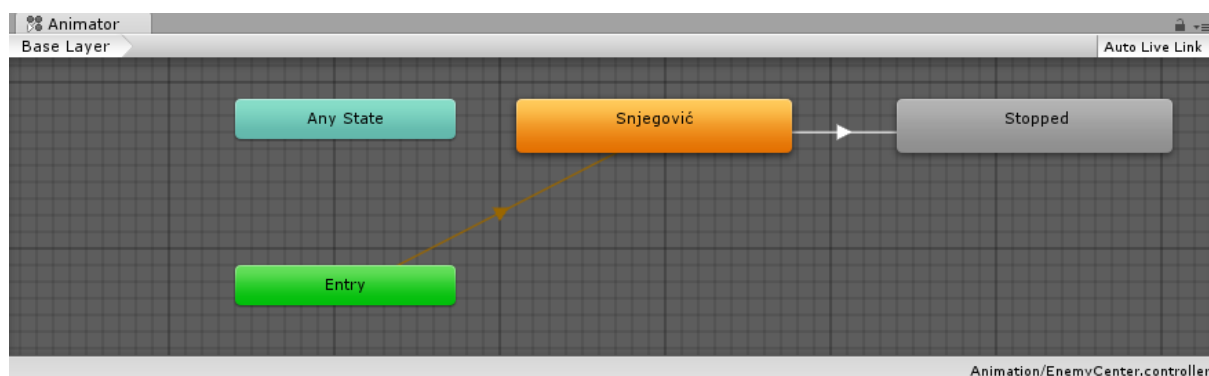 Animator
Base Layer
Auto Live Link
Any State
Snjegović
Stopped
Entry
Animation/EnemyCenter.controller